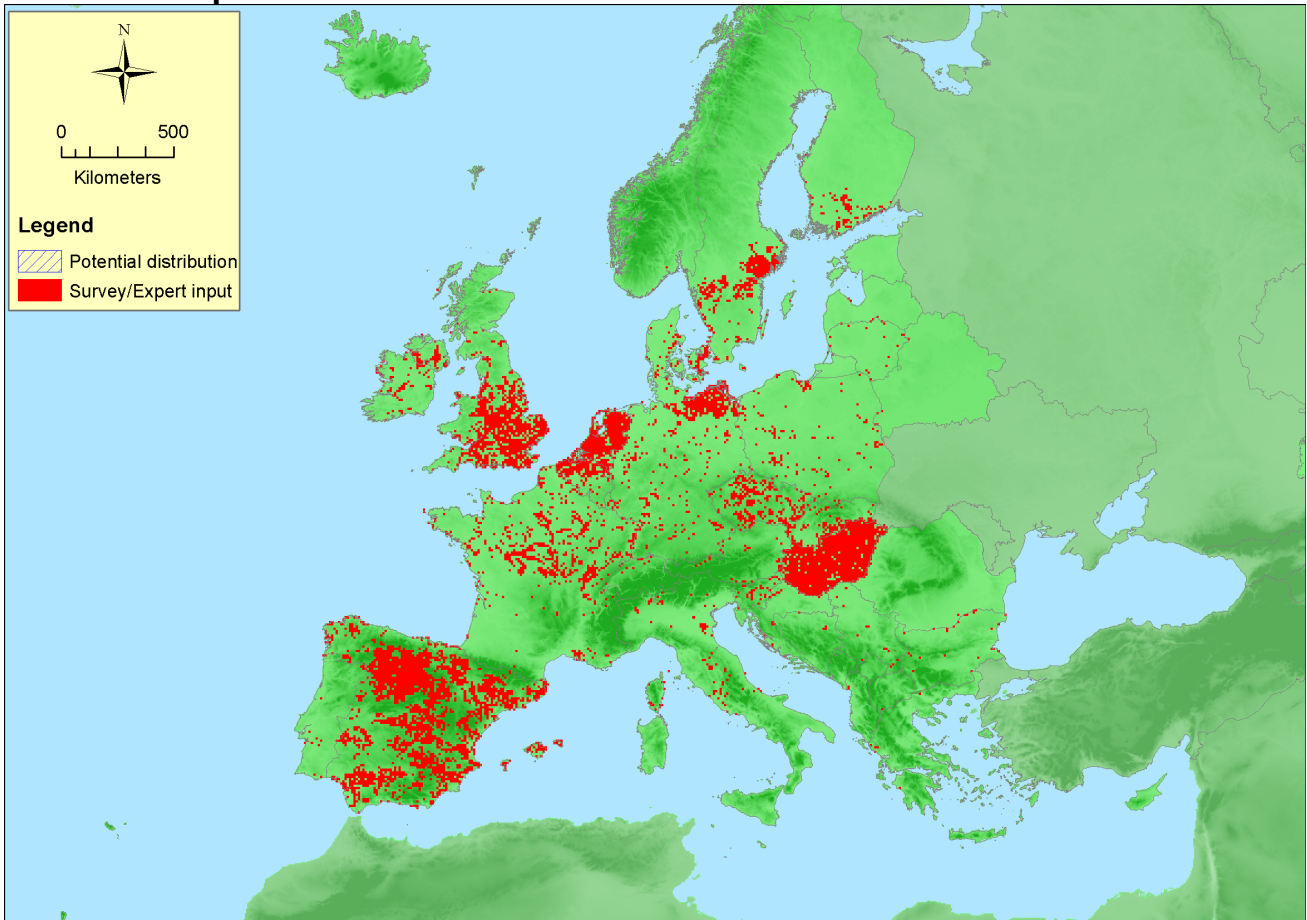 N
0 500
Kilometers
Legend
Potential distribution
Survey/Expert input